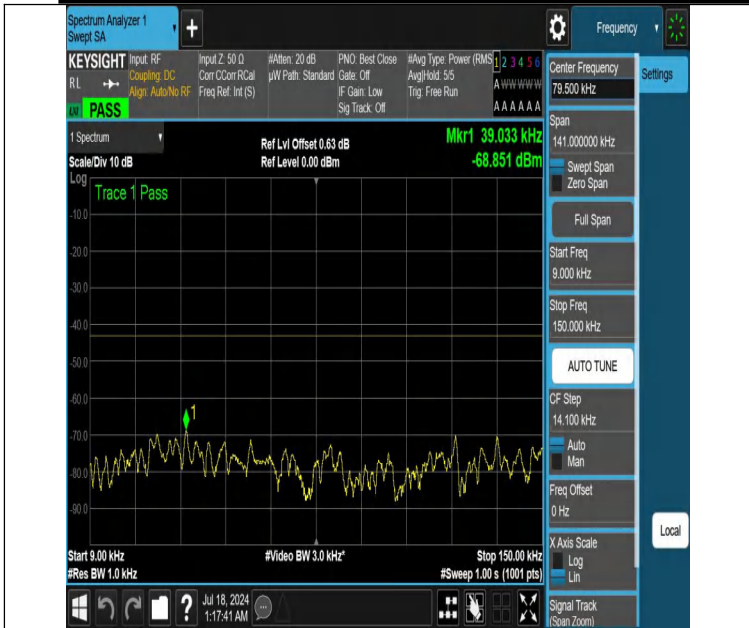 Spectrum Analyzer 1
Swept SA
+
Frequency
KEYSIGHT
RL
PASS
Input: RF
Coupling: DC
Align: Auto/No RF
Input Z: 50 Ω
Corr CCorr RCal
Freq Ref: Int (S)
#Atten: 20 dB
µW Path: Standard
PNO: Best Close
Gate: Off
IF Gain: Low
Sig Track: Off
#Avg Type: Power (RMS
Avg|Hold: 5/5
Trig: Free Run
1 2 3 4 5 6
A W W W W W
A A A A A A
1 Spectrum
Scale/Div 10 dB
Log
Ref Lvl Offset 0.63 dB
Ref Level 0.00 dBm
Mkr1 39.033 kHz
-68.851 dBm
Trace 1 Pass
-10.0
-20.0
-30.0
-40.0
-50.0
-60.0
-70.0
-80.0
-90.0
1
Start 9.00 kHz
#Res BW 1.0 kHz
#Video BW 3.0 kHz*
Stop 150.00 kHz
#Sweep 1.00 s (1001 pts)
?
Jul 18, 2024
1:17:41 AM
Center Frequency
79.500 kHz
Settings
Span
141.000000 kHz
Swept Span
Zero Span
Full Span
Start Freq
9.000 kHz
Stop Freq
150.000 kHz
AUTO TUNE
CF Step
14.100 kHz
Auto
Man
Freq Offset
0 Hz
X Axis Scale
Log
Lin
Local
Signal Track
(Span Zoom)